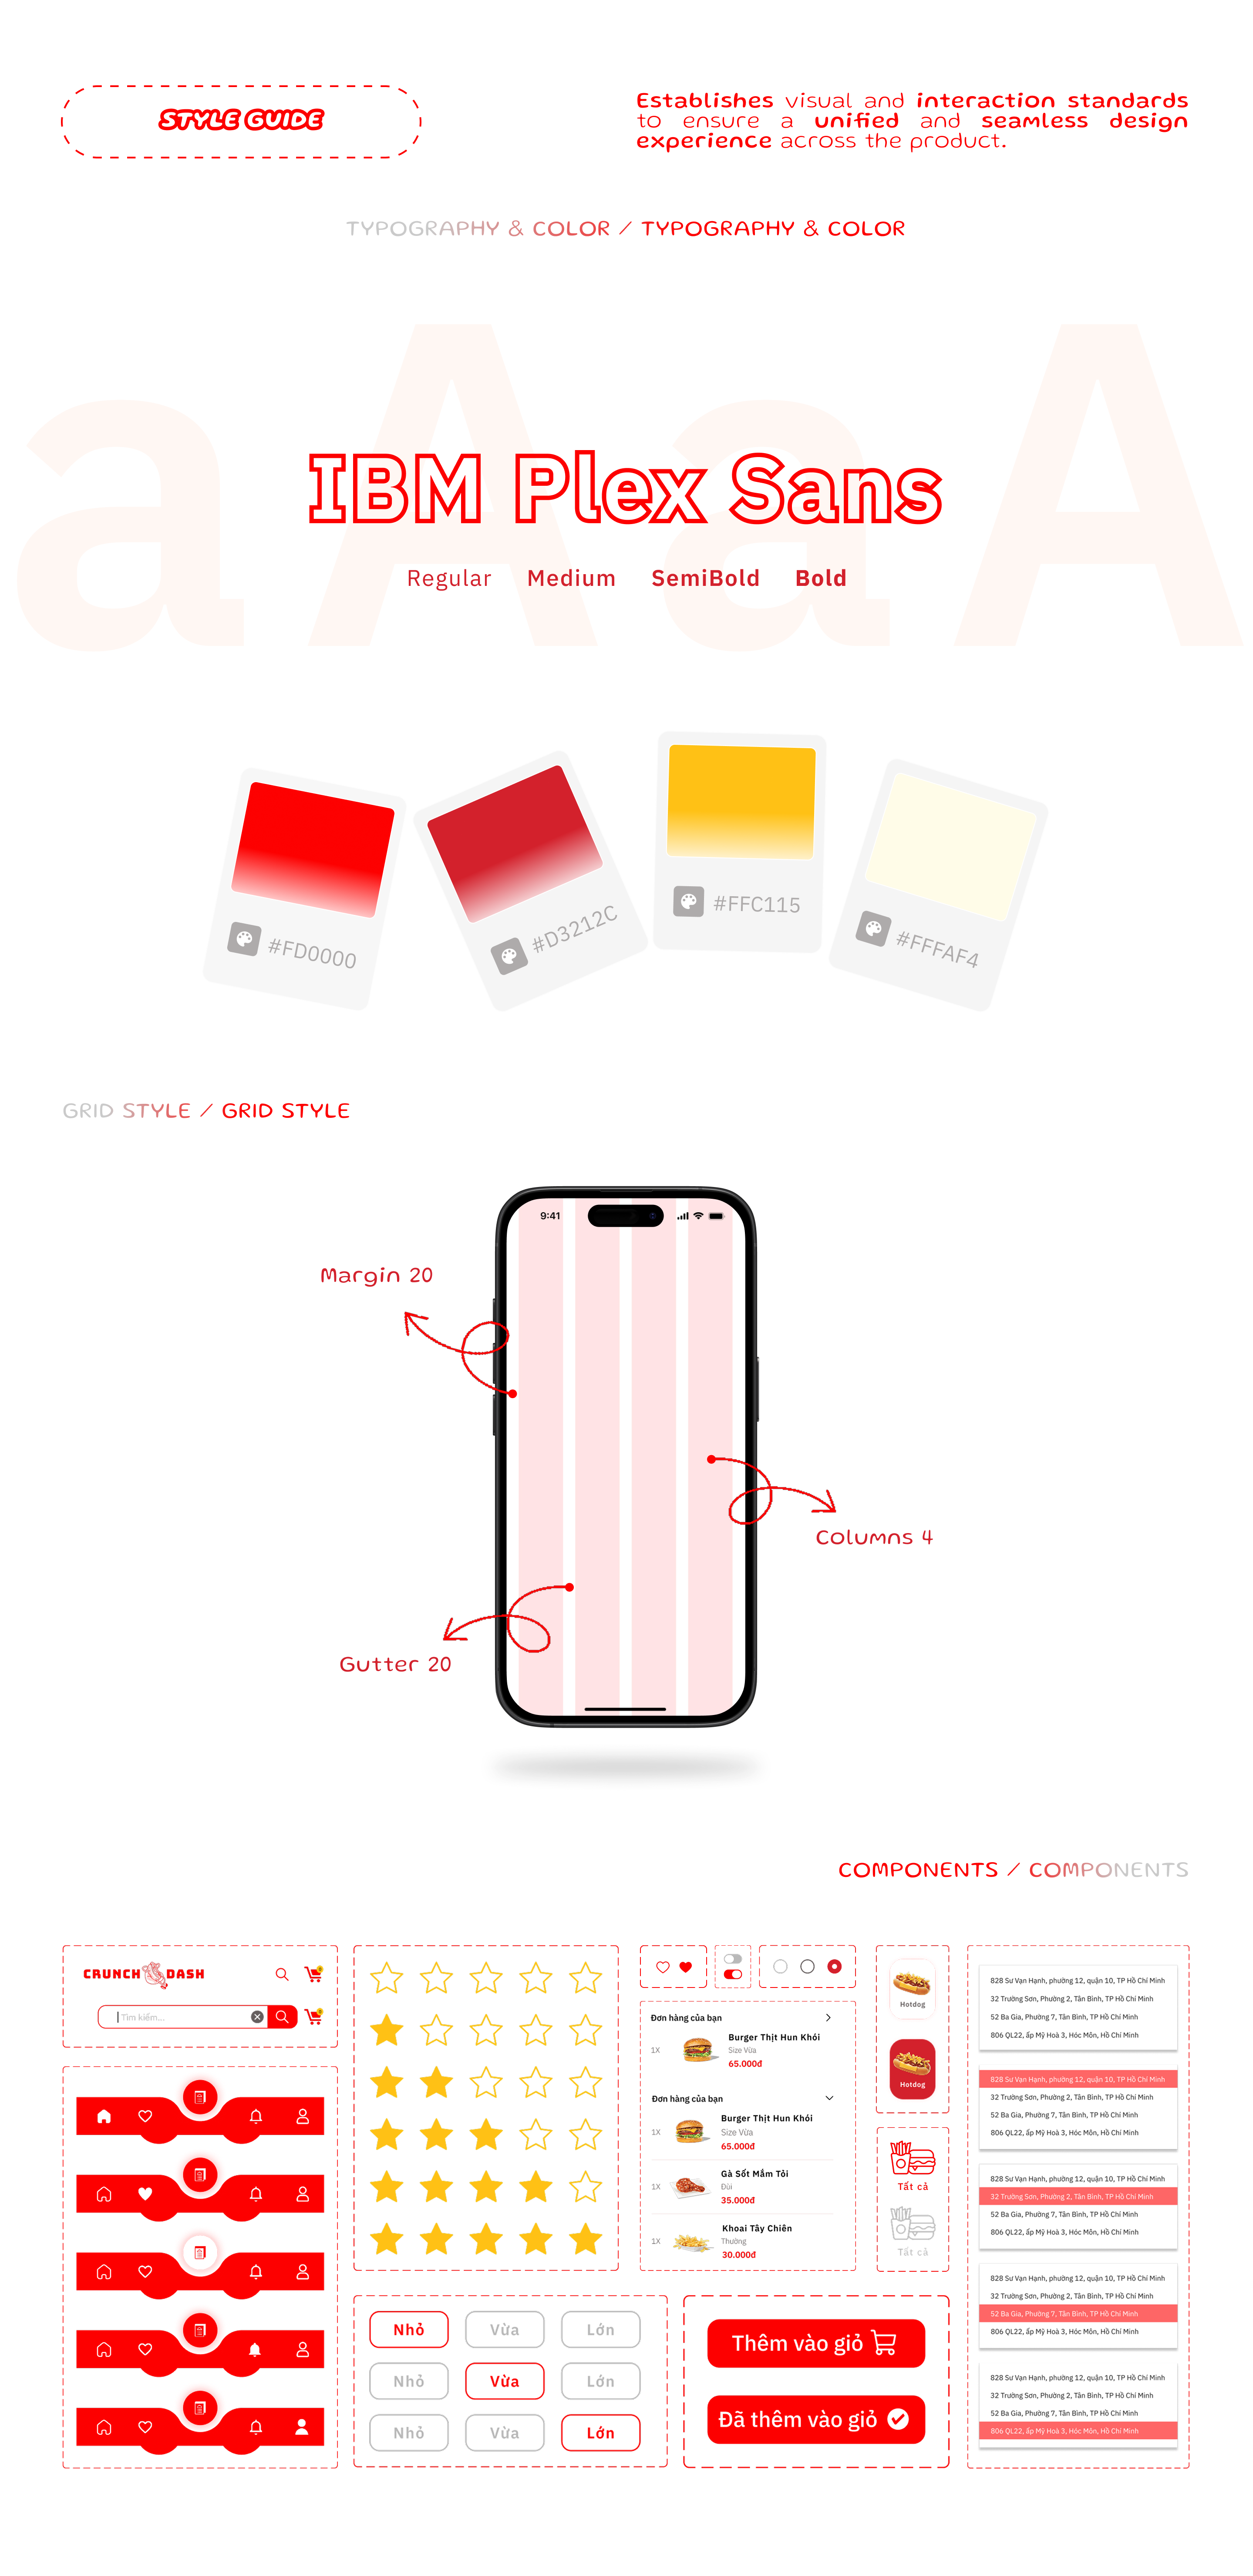 STYLE GUIDE
Establishes visual and interaction standards
to ensure a unified and seamless design
experience across the product.
TYPOGRAPHY & COLOR / TYPOGRAPHY & COLOR
aAaA
IBM Plex Sans
Regular Medium SemiBold Bold
#FD0000
#D3212C
#FFC115
#FFFAF4
GRID STYLE / GRID STYLE
9:41
Margin 20
Columns 4
Gutter 20
COMPONENTS / COMPONENTS
CRUNCH DASH
Tìm kiếm...
Đơn hàng của bạn
1X
Burger Thịt Hun Khói
Size Vừa
65.000đ
Đơn hàng của bạn
1X
Burger Thịt Hun Khói
Size Vừa
65.000đ
1X
Gà Sốt Mắm Tỏi
Đùi
35.000đ
1X
Khoai Tây Chiên
Thường
30.000đ
Hotdog
Hotdog
Tất cả
Tất cả
828 Sư Vạn Hạnh, phường 12, quận 10, TP Hồ Chí Minh
32 Trường Sơn, Phường 2, Tân Bình, TP Hồ Chí Minh
52 Ba Gia, Phường 7, Tân Bình, TP Hồ Chí Minh
806 QL22, ấp Mỹ Hoà 3, Hóc Môn, Hồ Chí Minh
828 Sư Vạn Hạnh, phường 12, quận 10, TP Hồ Chí Minh
32 Trường Sơn, Phường 2, Tân Bình, TP Hồ Chí Minh
52 Ba Gia, Phường 7, Tân Bình, TP Hồ Chí Minh
806 QL22, ấp Mỹ Hoà 3, Hóc Môn, Hồ Chí Minh
828 Sư Vạn Hạnh, phường 12, quận 10, TP Hồ Chí Minh
32 Trường Sơn, Phường 2, Tân Bình, TP Hồ Chí Minh
52 Ba Gia, Phường 7, Tân Bình, TP Hồ Chí Minh
806 QL22, ấp Mỹ Hoà 3, Hóc Môn, Hồ Chí Minh
828 Sư Vạn Hạnh, phường 12, quận 10, TP Hồ Chí Minh
32 Trường Sơn, Phường 2, Tân Bình, TP Hồ Chí Minh
52 Ba Gia, Phường 7, Tân Bình, TP Hồ Chí Minh
806 QL22, ấp Mỹ Hoà 3, Hóc Môn, Hồ Chí Minh
828 Sư Vạn Hạnh, phường 12, quận 10, TP Hồ Chí Minh
32 Trường Sơn, Phường 2, Tân Bình, TP Hồ Chí Minh
52 Ba Gia, Phường 7, Tân Bình, TP Hồ Chí Minh
806 QL22, ấp Mỹ Hoà 3, Hóc Môn, Hồ Chí Minh
Nhỏ Vừa Lớn
Nhỏ Vừa Lớn
Nhỏ Vừa Lớn
Thêm vào giỏ
Đã thêm vào giỏ